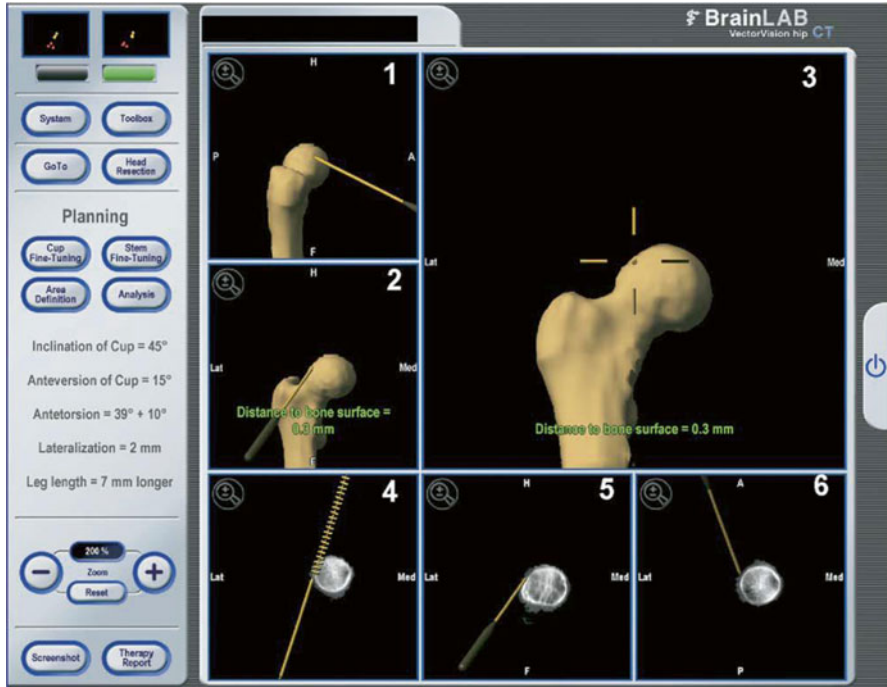 BrainLAB
VectorVision hip CT
System
Toolbox
GoTo
Head
Resection
Planning
Cup
Fine-Tuning
Stem
Fine-Tuning
Area
Definition
Analysis
Inclination of Cup = 45°
Anteversion of Cup = 15°
Antetorsion = 39° + 10°
Lateralization = 2 mm
Leg length = 7 mm longer
200 %
Zoom
Reset
Screenshot
Therapy
Report
H
1
P
A
F
H
2
Lat
Med
Distance to bone surface =
0.3 mm
F
3
Lat
Med
Distance to bone surface = 0.3 mm
4
Lat
Med
H
5
Lat
Med
F
A
6
Lat
Med
P